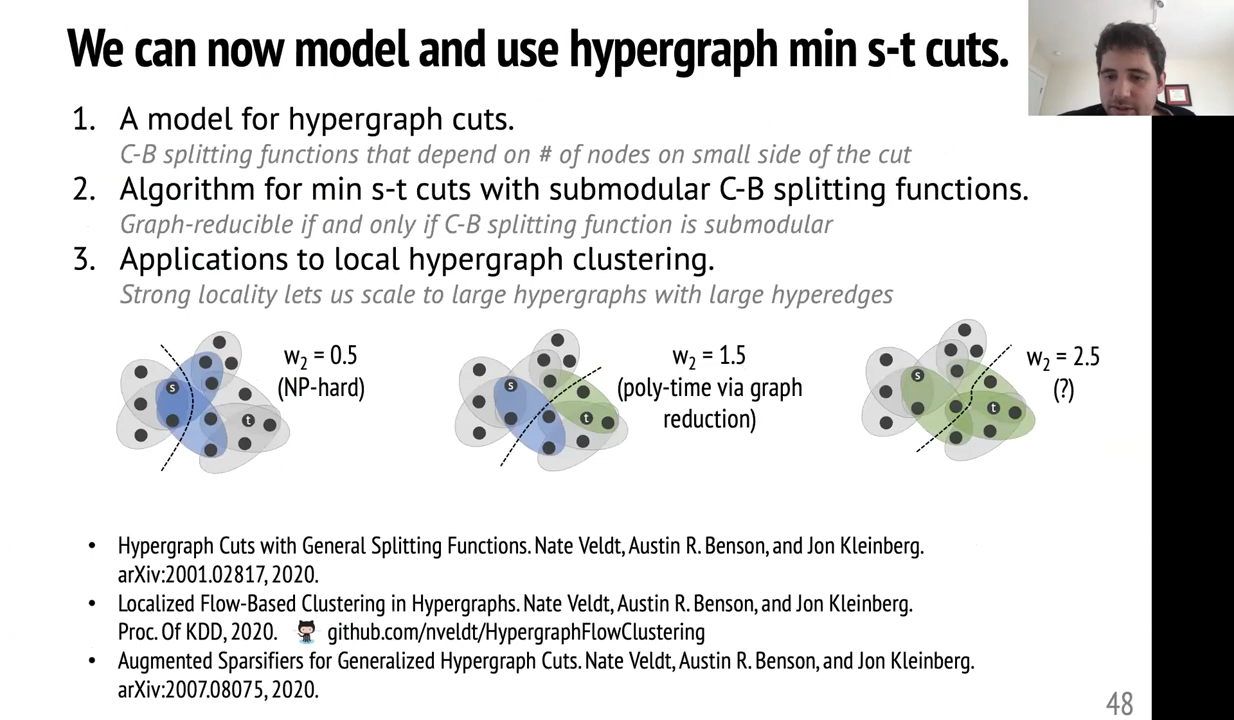 We can now model and use hypergraph min s-t cuts.
1. A model for hypergraph cuts.
C-B splitting functions that depend on # of nodes on small side of the cut
2. Algorithm for min s-t cuts with submodular C-B splitting functions.
Graph-reducible if and only if C-B splitting function is submodular
3. Applications to local hypergraph clustering.
Strong locality lets us scale to large hypergraphs with large hyperedges
s
t
w2 = 0.5
(NP-hard)
s
t
w2 = 1.5
(poly-time via graph
reduction)
s
t
w2 = 2.5
(?)
• Hypergraph Cuts with General Splitting Functions. Nate Veldt, Austin R. Benson, and Jon Kleinberg.
arXiv:2001.02817, 2020.
• Localized Flow-Based Clustering in Hypergraphs. Nate Veldt, Austin R. Benson, and Jon Kleinberg.
Proc. Of KDD, 2020. github.com/nveldt/HypergraphFlowClustering
• Augmented Sparsifiers for Generalized Hypergraph Cuts. Nate Veldt, Austin R. Benson, and Jon Kleinberg.
arXiv:2007.08075, 2020.
48